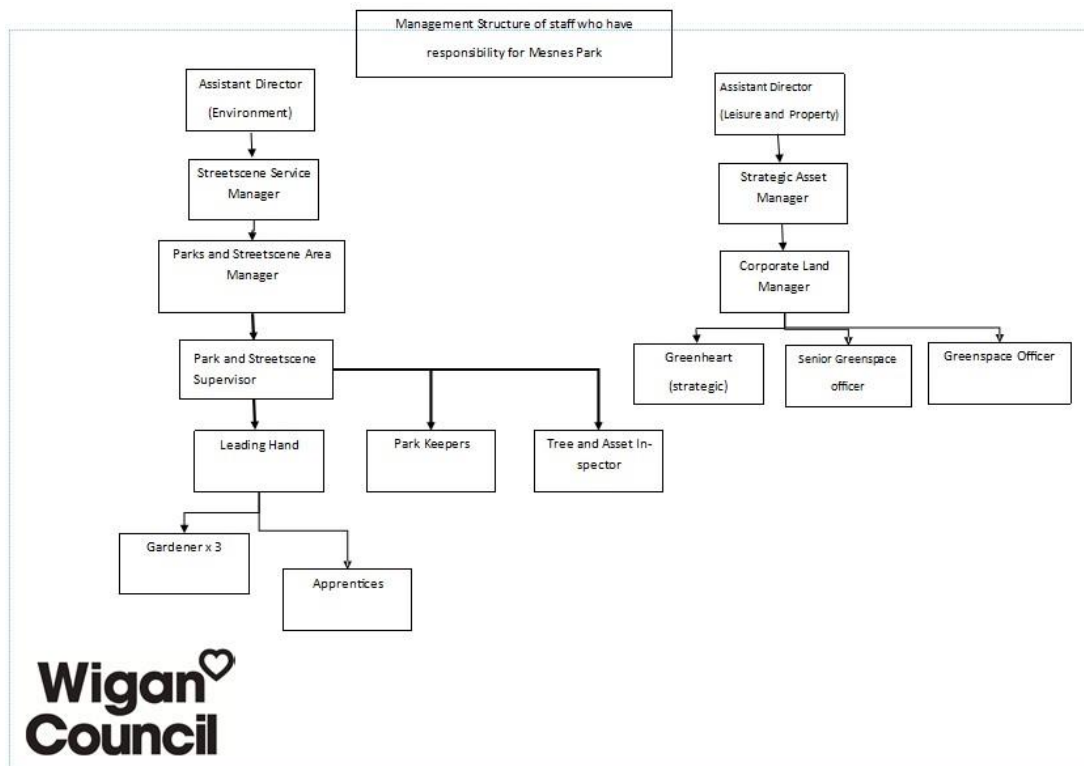 Management Structure of staff who have
responsibility for Mesnes Park
Assistant Director
(Environment)
Streetscene Service
Manager
Parks and Streetscene Area
Manager
Park and Streetscene
Supervisor
Leading Hand
Park Keepers
Tree and Asset In-
spector
Gardener x 3
Apprentices
Assistant Director
(Leisure and Property)
Strategic Asset
Manager
Corporate Land
Manager
Greenheart
(strategic)
Senior Greenspace
officer
Greenspace Officer
Wigan
Council